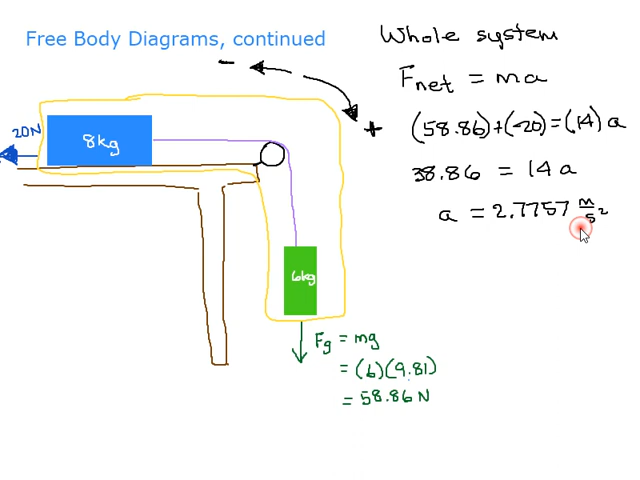 Free Body Diagrams, continued
Whole system
Fnet = ma
−
+
(58.86)+(-20)=(14)a
38.86 = 14a
a = 2.7757 m/s2
20N
8kg
6kg
Fg = mg
= (6)(9.81)
= 58.86 N